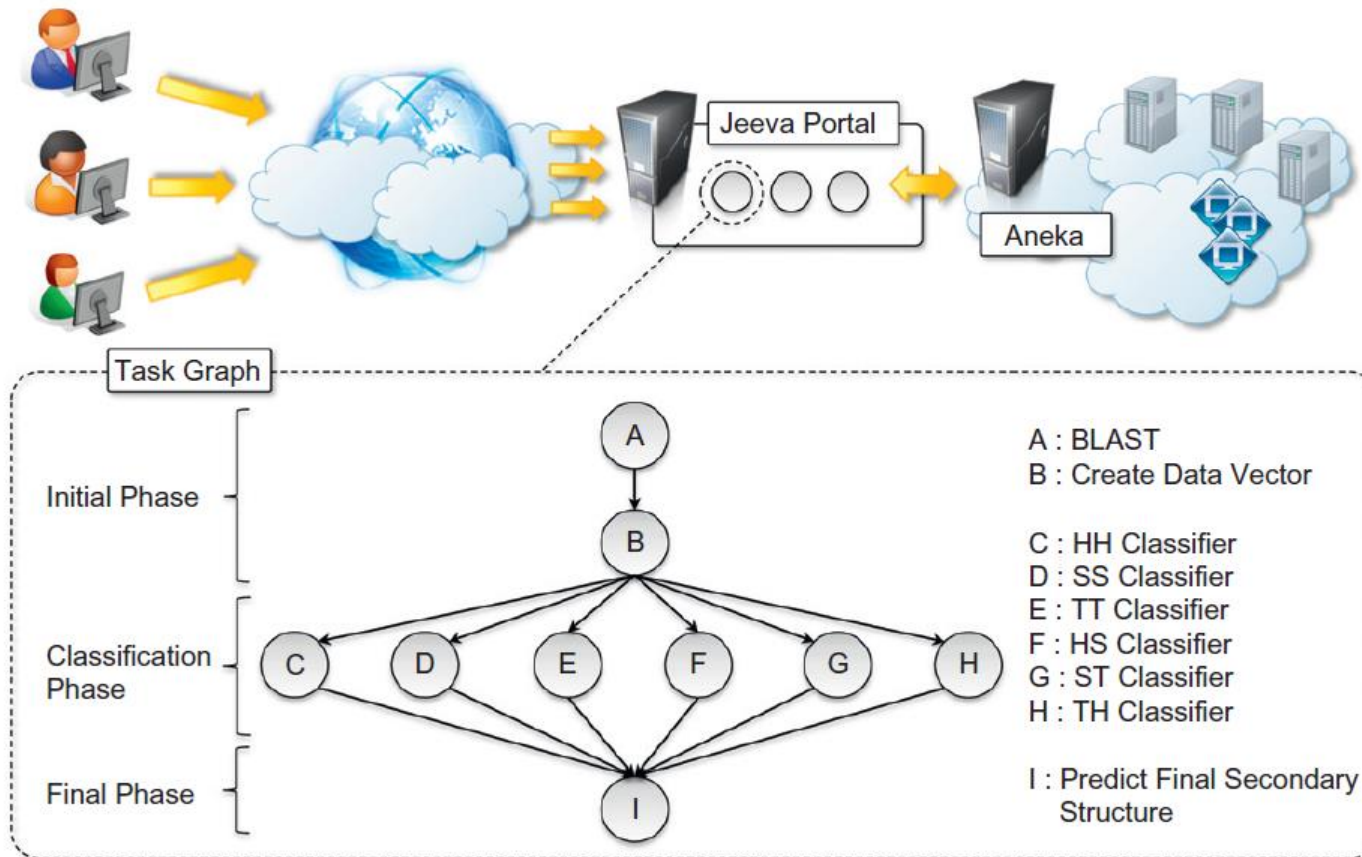 Jeeva Portal
Aneka
Task Graph
Initial Phase
Classification
Phase
Final Phase
A
B
C
D
E
F
G
H
I
A : BLAST
B : Create Data Vector
C : HH Classifier
D : SS Classifier
E : TT Classifier
F : HS Classifier
G : ST Classifier
H : TH Classifier
I : Predict Final Secondary
Structure